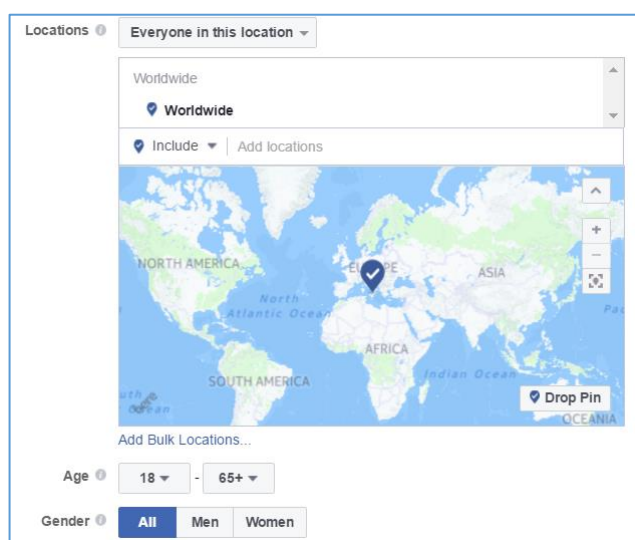 Locations Everyone in this location
Worldwide
Worldwide
Include Add locations
NORTH AMERICA
EUROPE
ASIA
North
Atlantic Ocean
AFRICA
SOUTH AMERICA
Indian Ocean
Drop Pin
OCEANIA
Add Bulk Locations...
Age 18 - 65+
Gender All Men Women